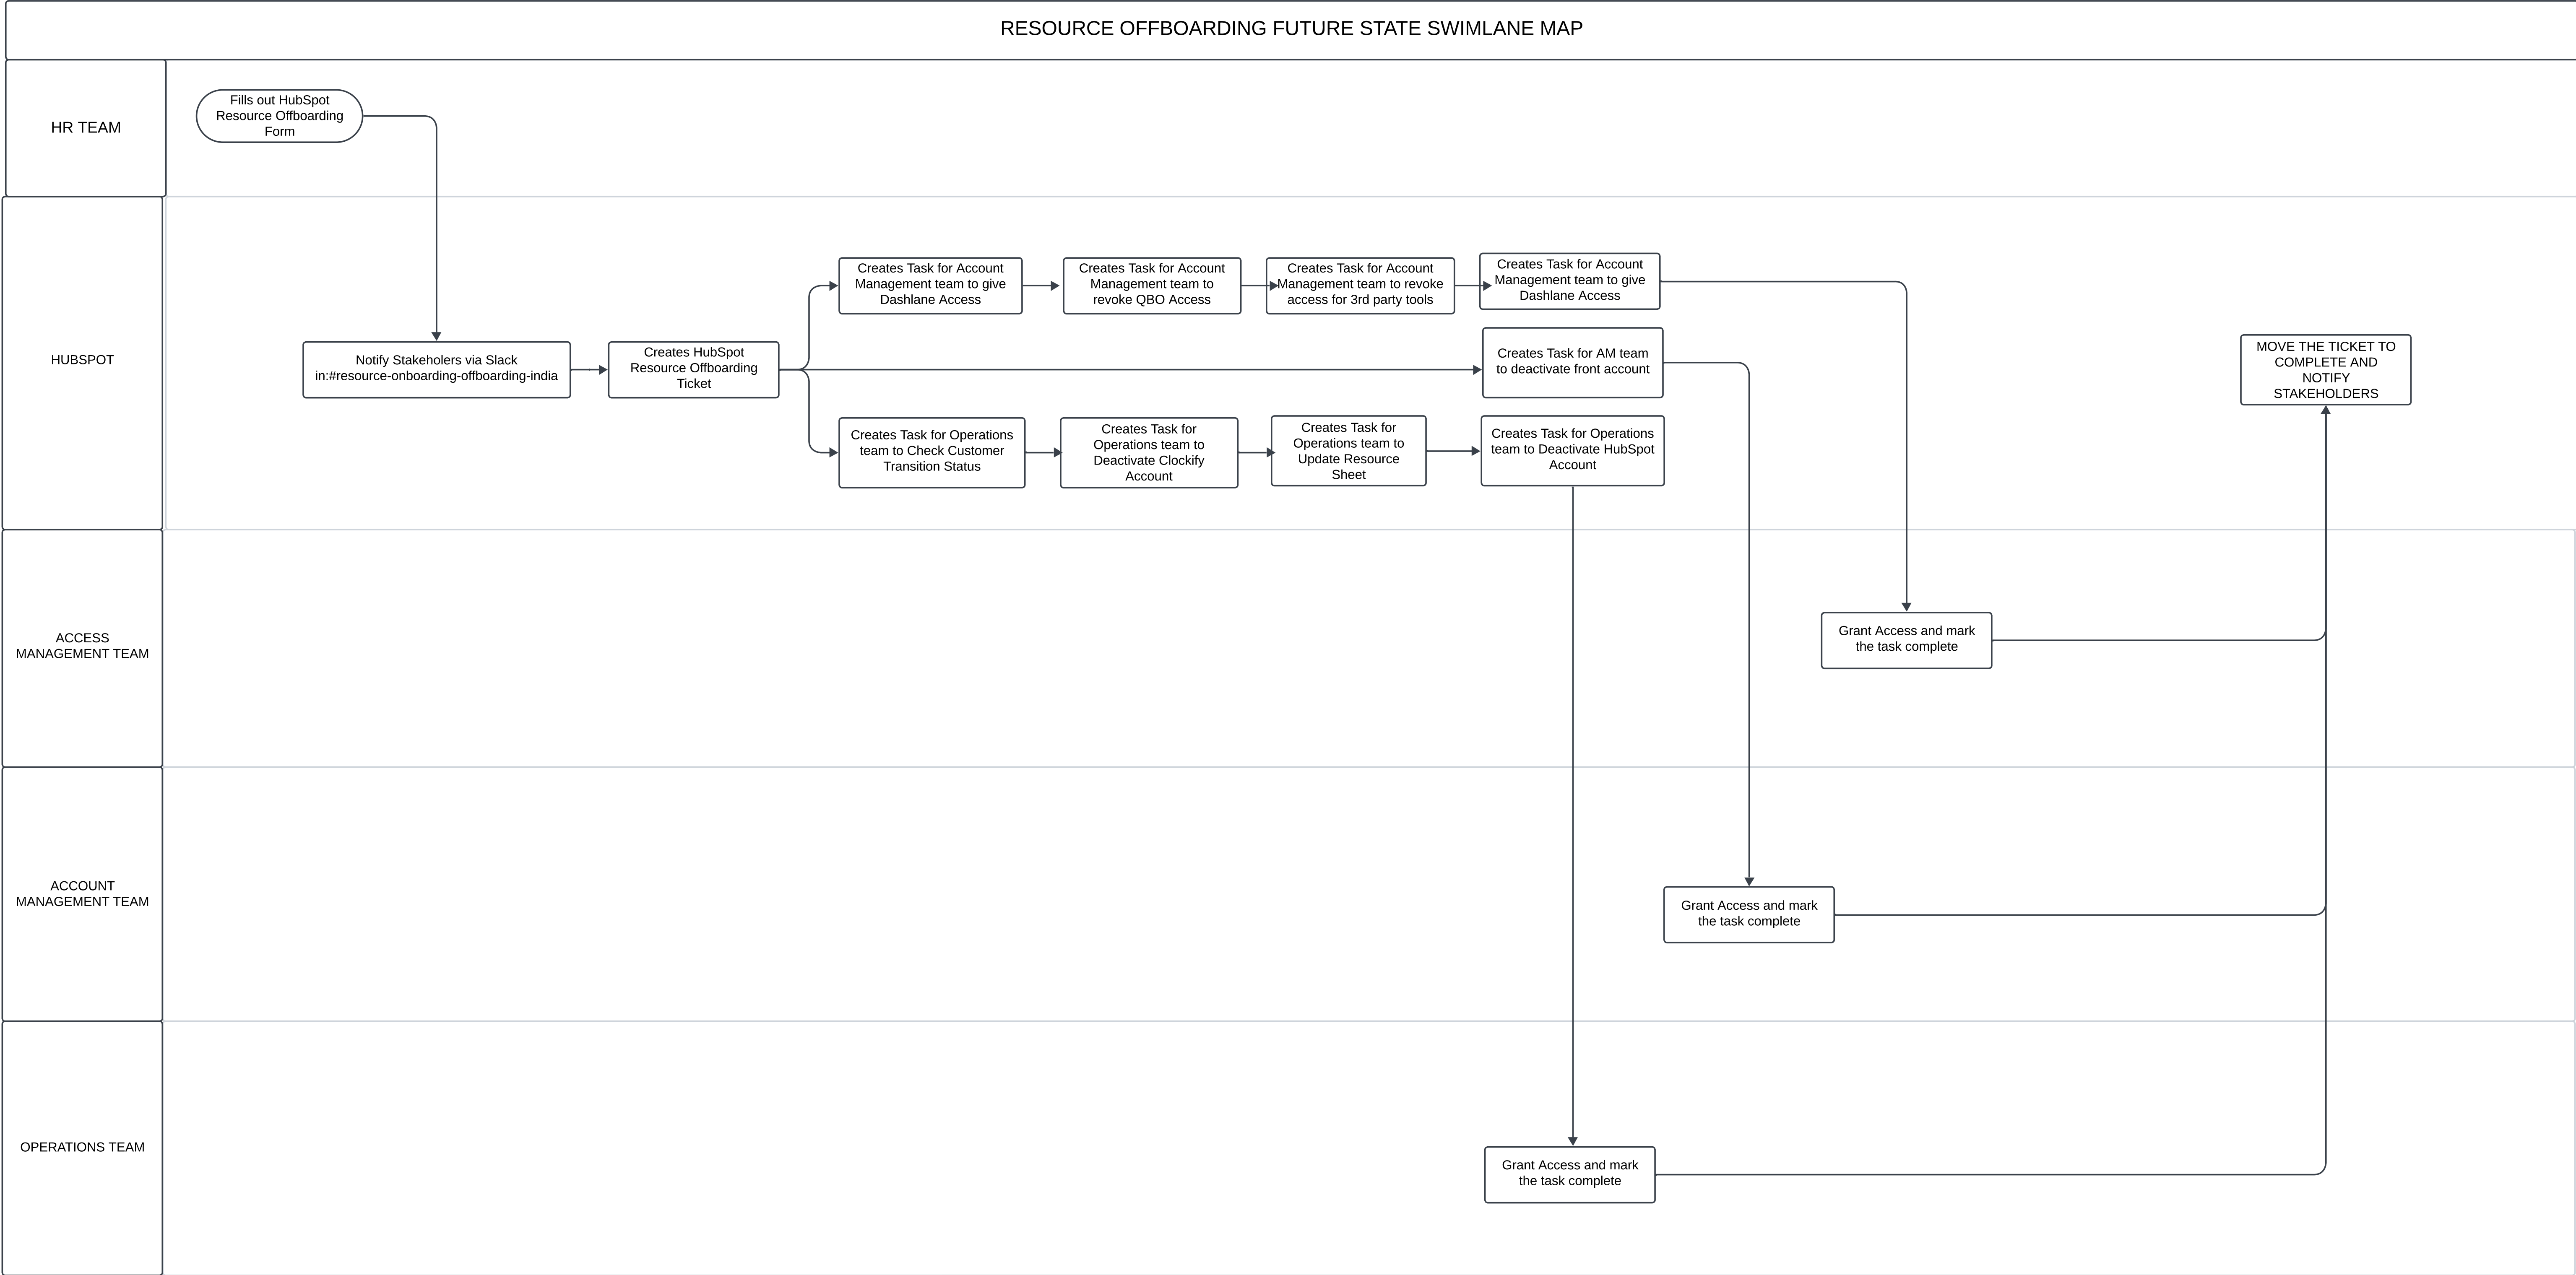 RESOURCE OFFBOARDING FUTURE STATE SWIMLANE MAP
HR TEAM
Fills out HubSpot
Resource Offboarding
Form
HUBSPOT
Notify Stakeholers via Slack
in:#resource-onboarding-offboarding-india
Creates HubSpot
Resource Offboarding
Ticket
Creates Task for Account
Management team to give
Dashlane Access
Creates Task for Account
Management team to
revoke QBO Access
Creates Task for Account
Management team to revoke
access for 3rd party tools
Creates Task for Account
Management team to give
Dashlane Access
Creates Task for AM team
to deactivate front account
Creates Task for Operations
team to Check Customer
Transition Status
Creates Task for
Operations team to
Deactivate Clockify
Account
Creates Task for
Operations team to
Update Resource
Sheet
Creates Task for Operations
team to Deactivate HubSpot
Account
MOVE THE TICKET TO
COMPLETE AND
NOTIFY
STAKEHOLDERS
ACCESS
MANAGEMENT TEAM
Grant Access and mark
the task complete
ACCOUNT
MANAGEMENT TEAM
Grant Access and mark
the task complete
OPERATIONS TEAM
Grant Access and mark
the task complete